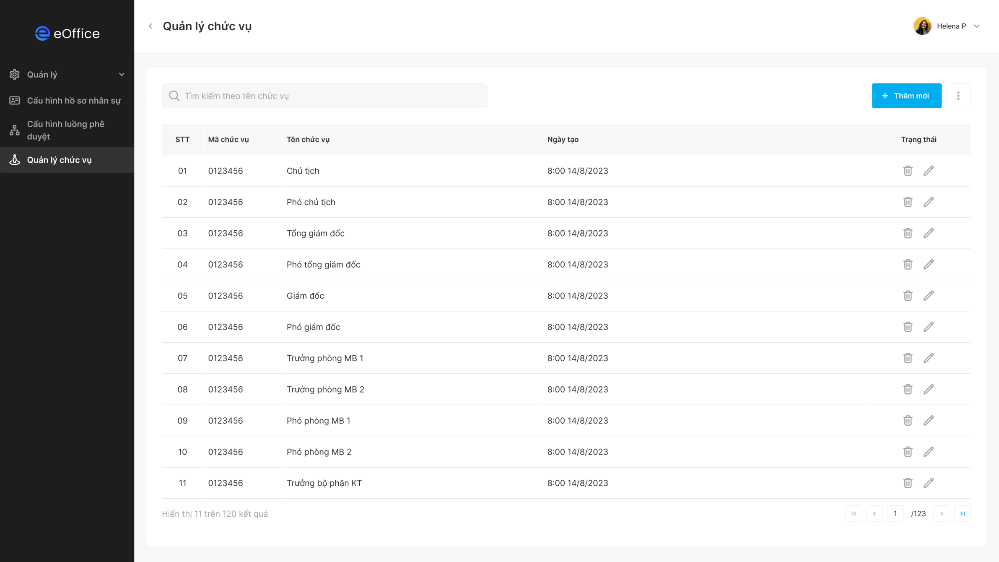 eOffice
Quản lý
Cấu hình hồ sơ nhân sự
Cấu hình luồng phê
duyệt
Quản lý chức vụ
Quản lý chức vụ
Helena P
Tìm kiếm theo tên chức vụ
+ Thêm mới
STT Mã chức vụ Tên chức vụ Ngày tạo Trạng thái
01 0123456 Chủ tịch 8:00 14/8/2023
02 0123456 Phó chủ tịch 8:00 14/8/2023
03 0123456 Tổng giám đốc 8:00 14/8/2023
04 0123456 Phó tổng giám đốc 8:00 14/8/2023
05 0123456 Giám đốc 8:00 14/8/2023
06 0123456 Phó giám đốc 8:00 14/8/2023
07 0123456 Trưởng phòng MB 1 8:00 14/8/2023
08 0123456 Trưởng phòng MB 2 8:00 14/8/2023
09 0123456 Phó phòng MB 1 8:00 14/8/2023
10 0123456 Phó phòng MB 2 8:00 14/8/2023
11 0123456 Trưởng bộ phận KT 8:00 14/8/2023
Hiển thị 11 trên 120 kết quả
1 /123